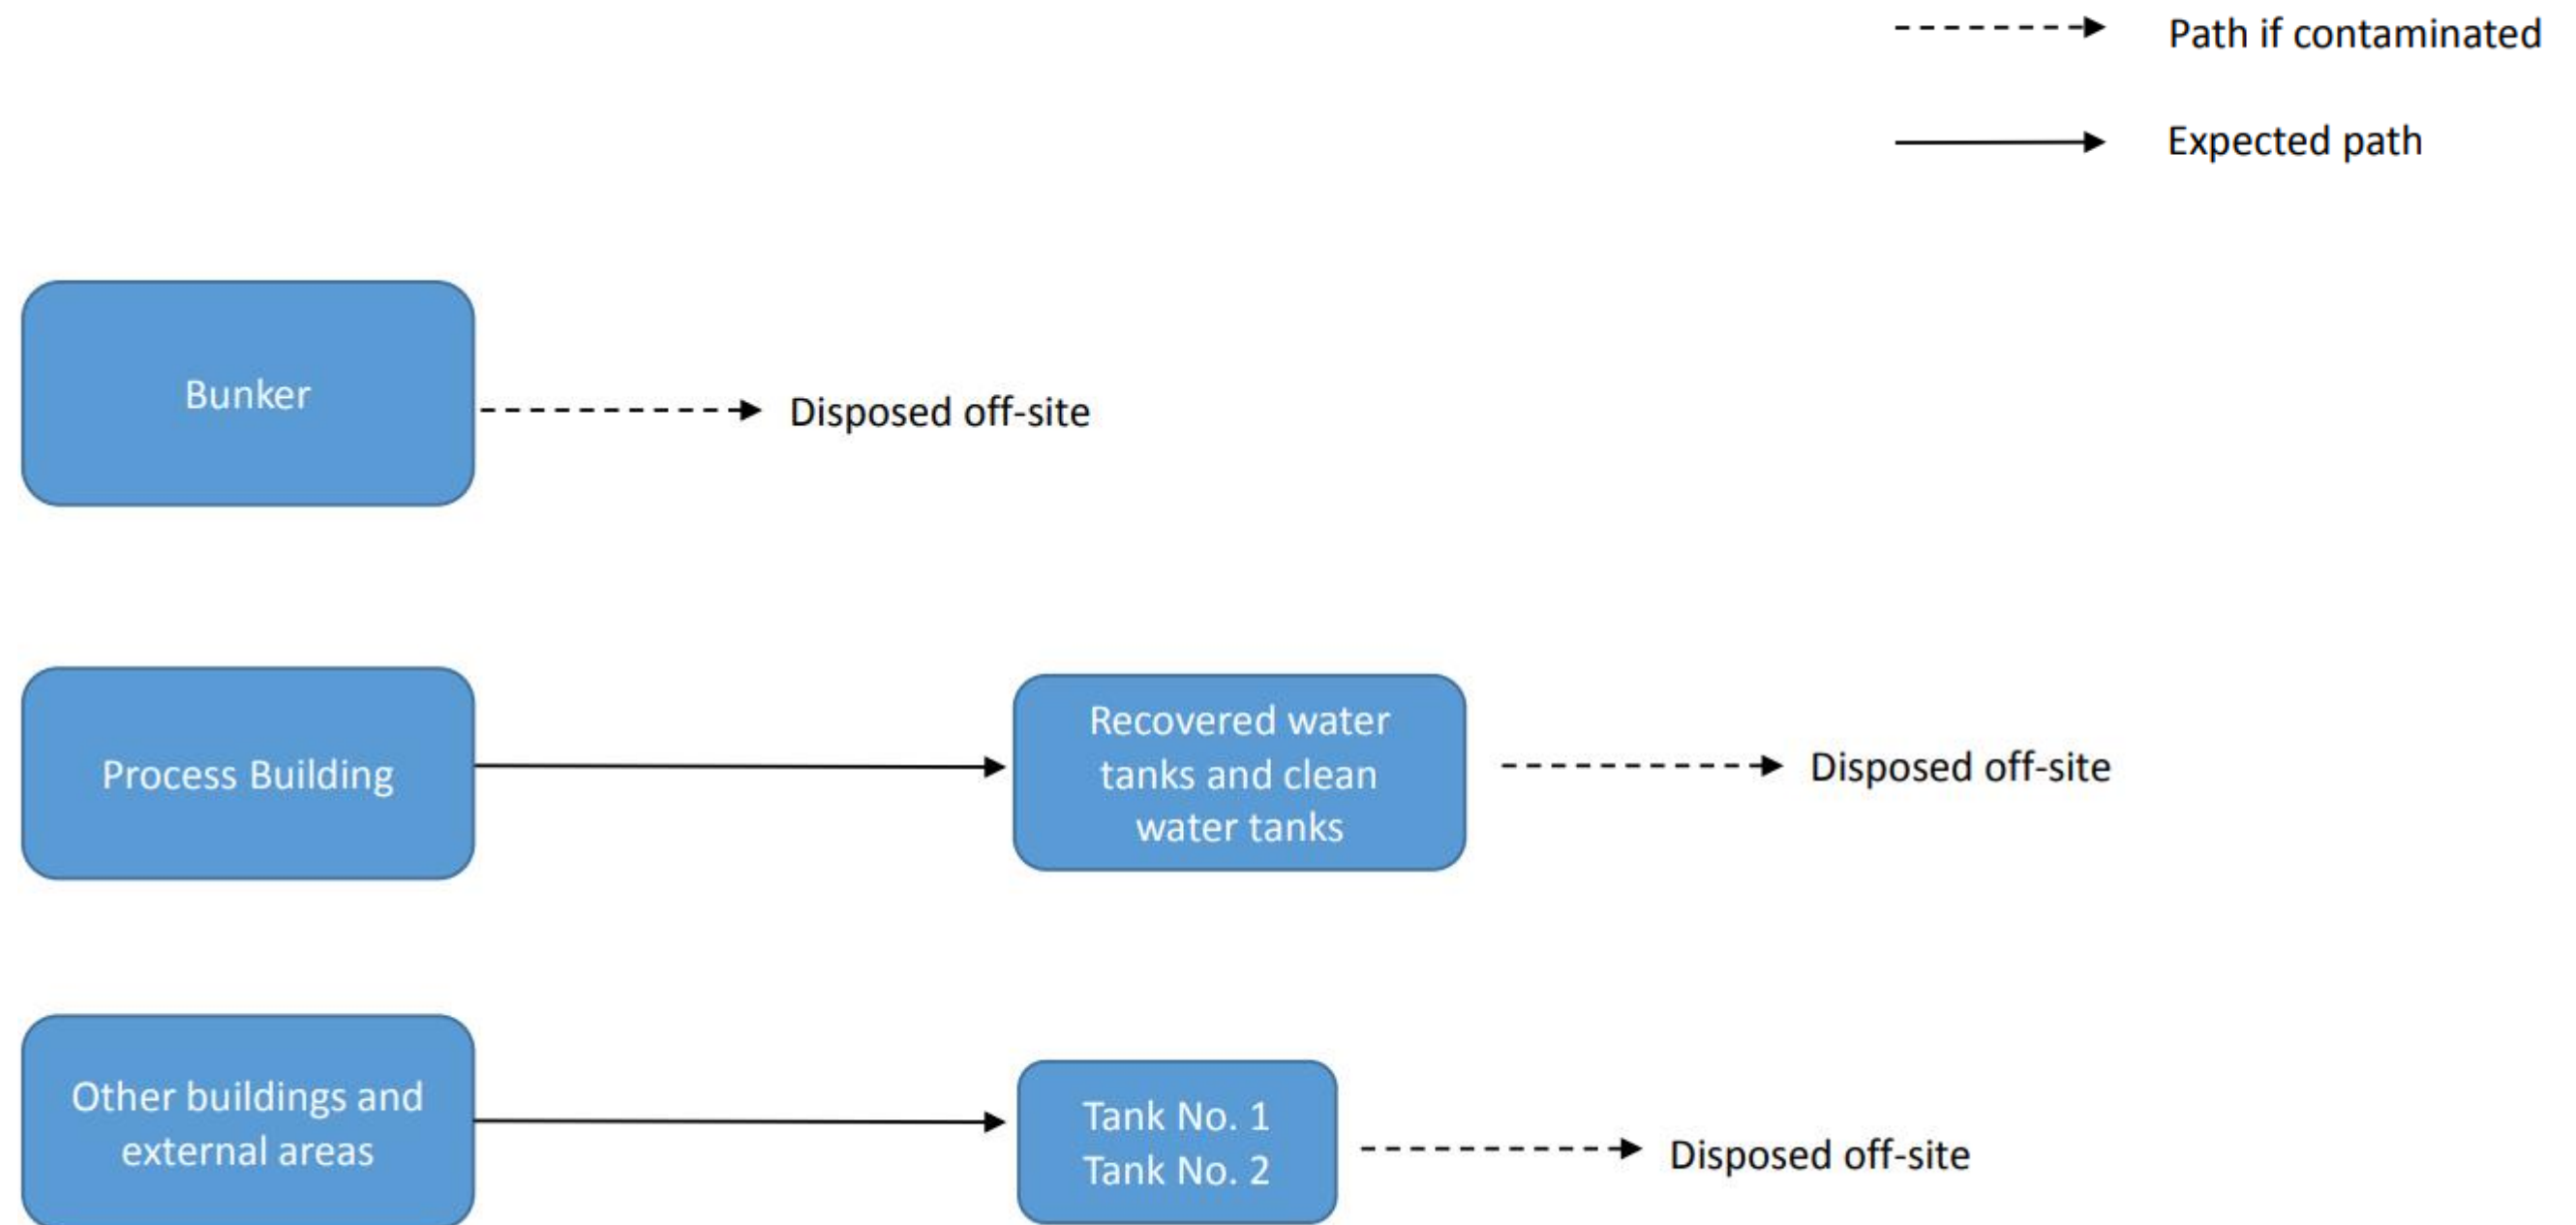 Path if contaminated
Expected path
Bunker
Disposed off-site
Process Building
Recovered water
tanks and clean
water tanks
Disposed off-site
Other buildings and
external areas
Tank No. 1
Tank No. 2
Disposed off-site